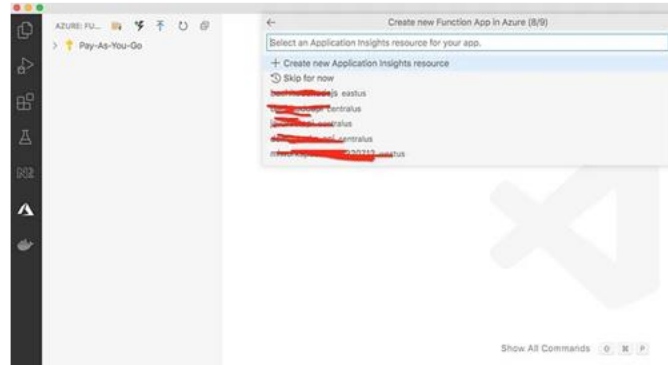 AZURE: FU...
Pay-As-You-Go
Create new Function App in Azure (8/9)
Select an Application Insights resource for your app.
Create new Application Insights resource
Skip for now
eastus
centralus
centralus
centralus
Show All Commands ⇧ ⌘ P